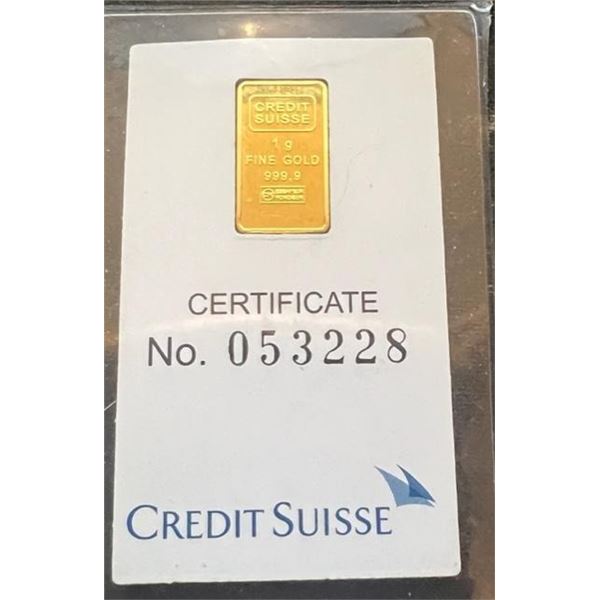 CREDIT
SUISSE
1 g
FINE GOLD
999,9
CERTIFICATE
No. 053228
CREDIT SUISSE